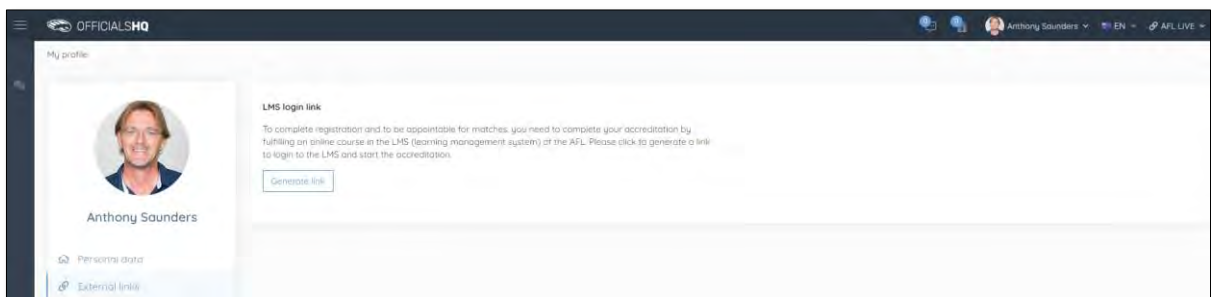 OFFICIALSHQ
Anthony Saunders
EN
AFL LIVE
My profile
LMS login link
To complete registration and to be appointable for matches, you need to complete your accreditation by
fulfilling an online course in the LMS (learning management system) of the AFL. Please click to generate a link
to login to the LMS and start the accreditation.
Generate link
Anthony Saunders
Personal data
External links